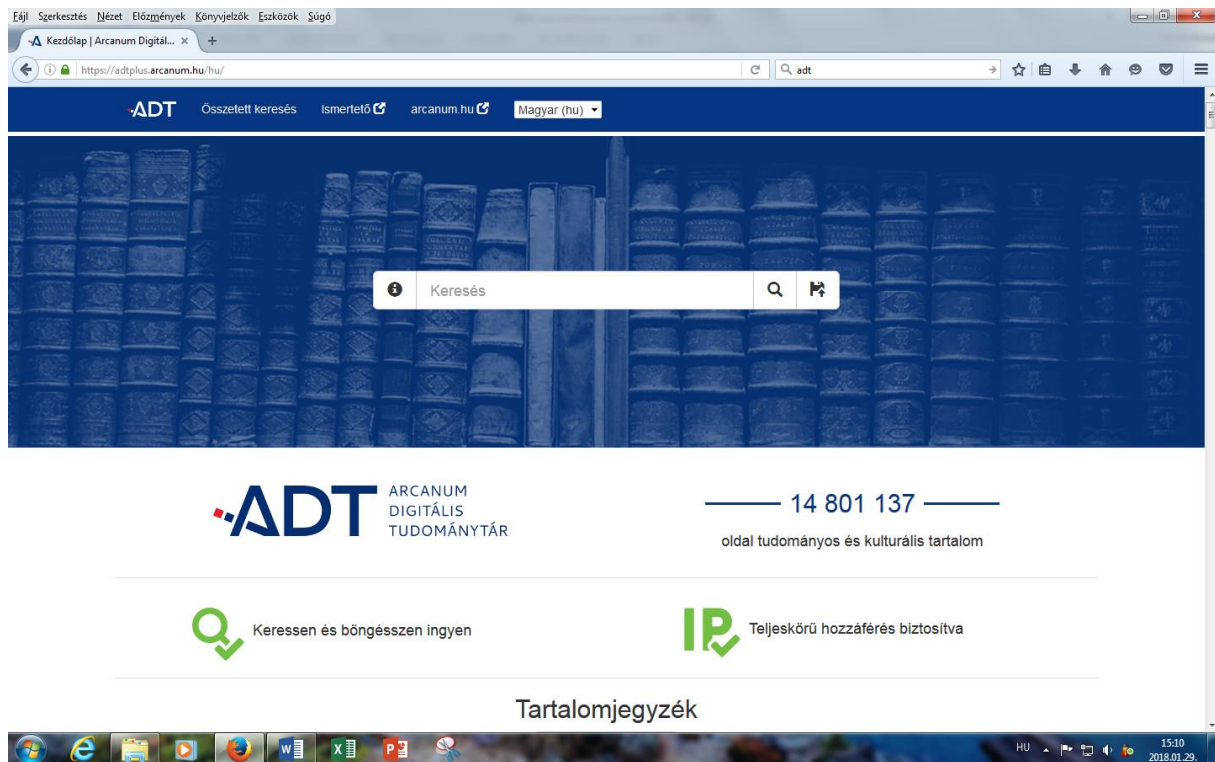 Fájl Szerkesztés Nézet Előzmények Könyvjelzők Eszközök Súgó
Kezdőlap | Arcanum Digitál... × +
https://adtplus.arcanum.hu/hu/ adt
ADT Összetett keresés Ismertető arcanum.hu Magyar (hu)
Keresés
ADT ARCANUM
DIGITÁLIS
TUDOMÁNYTÁR
14 801 137
oldal tudományos és kulturális tartalom
Keressen és böngésszen ingyen
IP Teljeskörű hozzáférés biztosítva
Tartalomjegyzék
HU 15:10
2018.01.29.